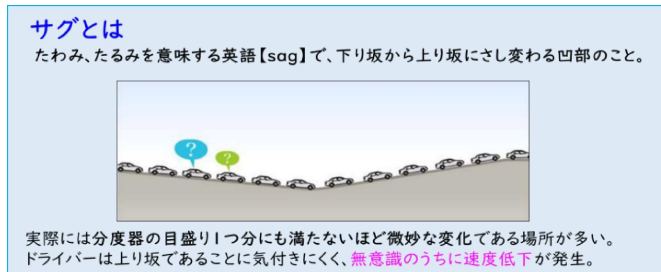 サグとは
たわみ、たるみを意味する英語【sag】で、下り坂から上り坂にさし変わる凹部のこと。
?
?
実際には分度器の目盛り1つ分にも満たないほど微妙な変化である場所が多い。
ドライバーは上り坂であることに気付きにくく、無意識のうちに速度低下が発生。